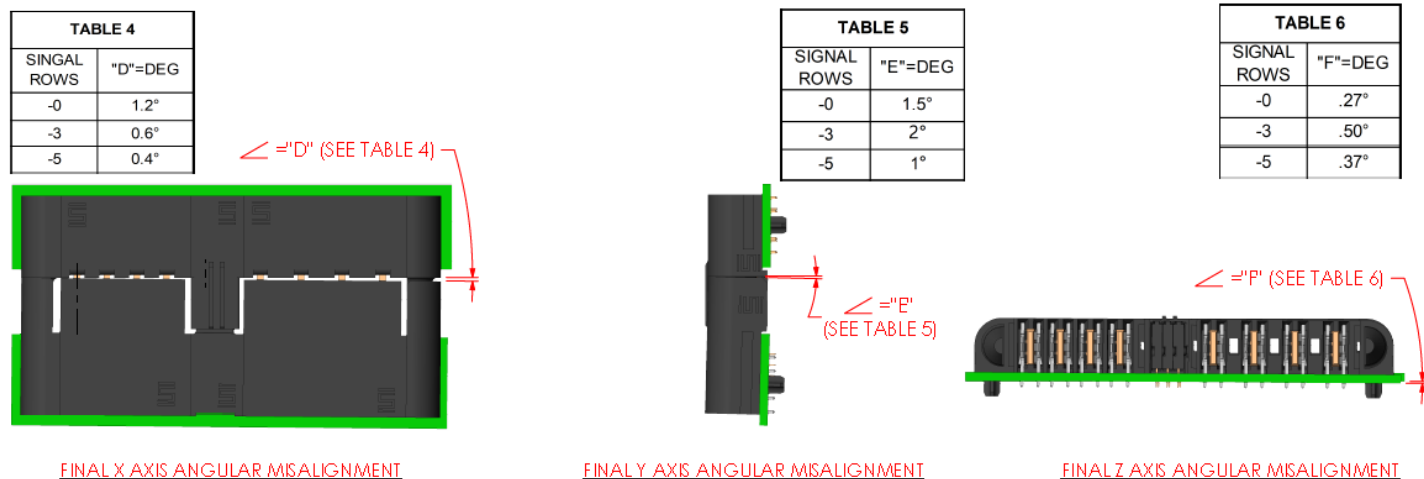 TABLE 4
SINGAL ROWS "D"=DEG
-0 1.2°
-3 0.6°
-5 0.4°
∠ ="D" (SEE TABLE 4)
FINAL X AXIS ANGULAR MISALIGNMENT
TABLE 5
SIGNAL ROWS "E"=DEG
-0 1.5°
-3 2°
-5 1°
∠ ="E"
(SEE TABLE 5)
FINAL Y AXIS ANGULAR MISALIGNMENT
TABLE 6
SIGNAL ROWS "F"=DEG
-0 .27°
-3 .50°
-5 .37°
∠ ="F" (SEE TABLE 6)
FINAL Z AXIS ANGULAR MISALIGNMENT